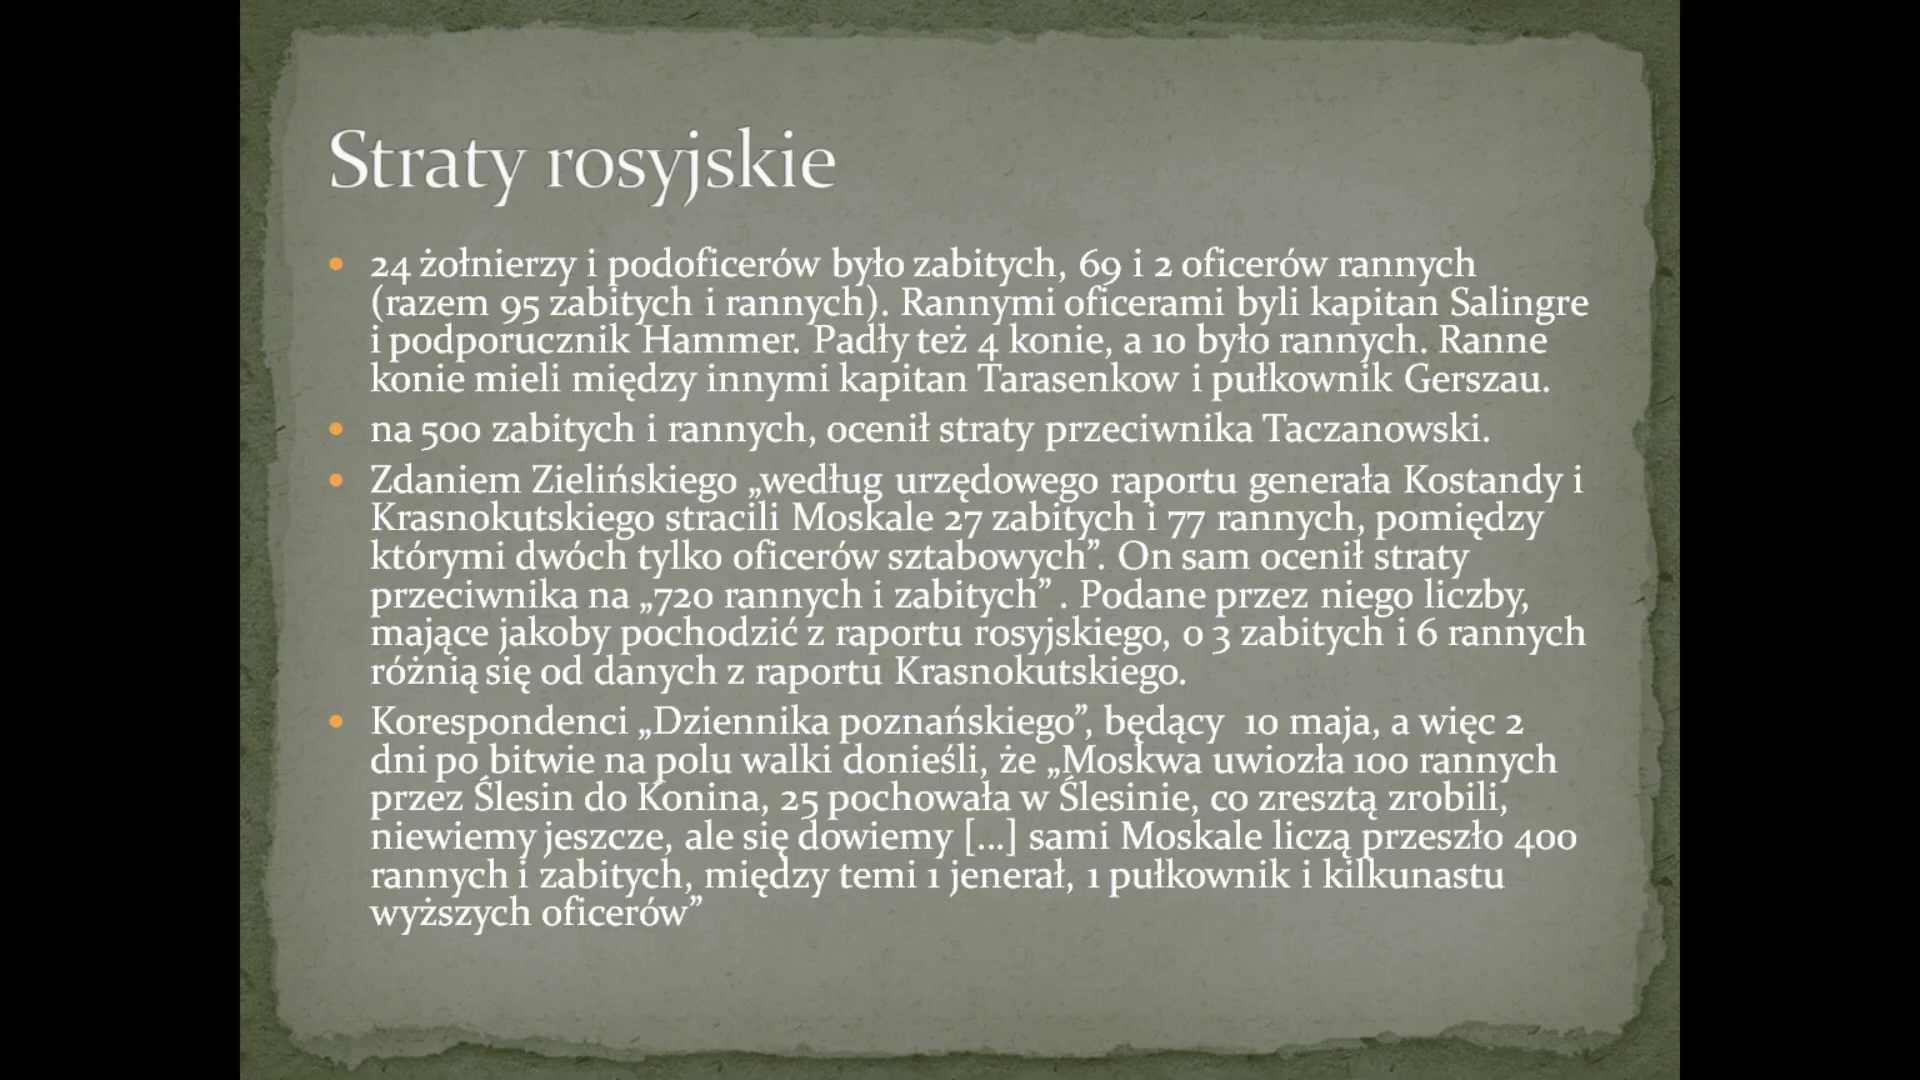 Straty rosyjskie
• 24 żołnierzy i podoficerów było zabitych, 69 i 2 oficerów rannych
(razem 95 zabitych i rannych). Rannymi oficerami byli kapitan Salingre
i podporucznik Hammer. Padły też 4 konie, a 10 było rannych. Ranne
konie mieli między innymi kapitan Tarasenkow i pułkownik Gerszau.
• na 500 zabitych i rannych, ocenił straty przeciwnika Taczanowski.
• Zdaniem Zielińskiego „według urzędowego raportu generała Kostandy i
Krasnokutskiego stracili Moskale 27 zabitych i 77 rannych, pomiędzy
którymi dwóch tylko oficerów sztabowych”. On sam ocenił straty
przeciwnika na „720 rannych i zabitych” . Podane przez niego liczby,
mające jakoby pochodzić z raportu rosyjskiego, o 3 zabitych i 6 rannych
różnią się od danych z raportu Krasnokutskiego.
• Korespondenci „Dziennika poznańskiego”, będący  10 maja, a więc 2
dni po bitwie na polu walki donieśli, że „Moskwa uwiozła 100 rannych
przez Ślesin do Konina, 25 pochowała w Ślesinie, co zresztą zrobili,
niewiemy jeszcze, ale się dowiemy [...] sami Moskale liczą przeszło 400
rannych i zabitych, między temi 1 jenerał, 1 pułkownik i kilkunastu
wyższych oficerów”